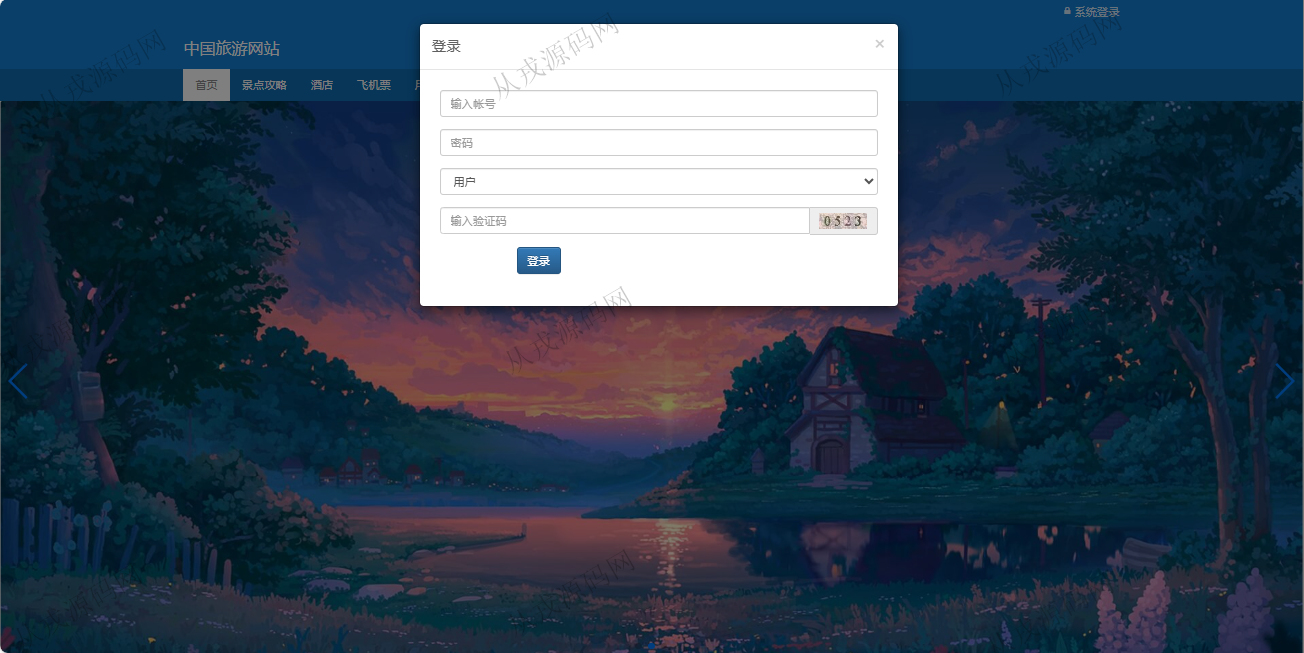 系统登录
中国旅游网站
首页 景点攻略 酒店 飞机票
登录 ×
输入帐号
密码
用户
输入验证码 0523
登录
从戎源码网
从戎源码网
从戎源码网
从戎源码网
从戎源码网